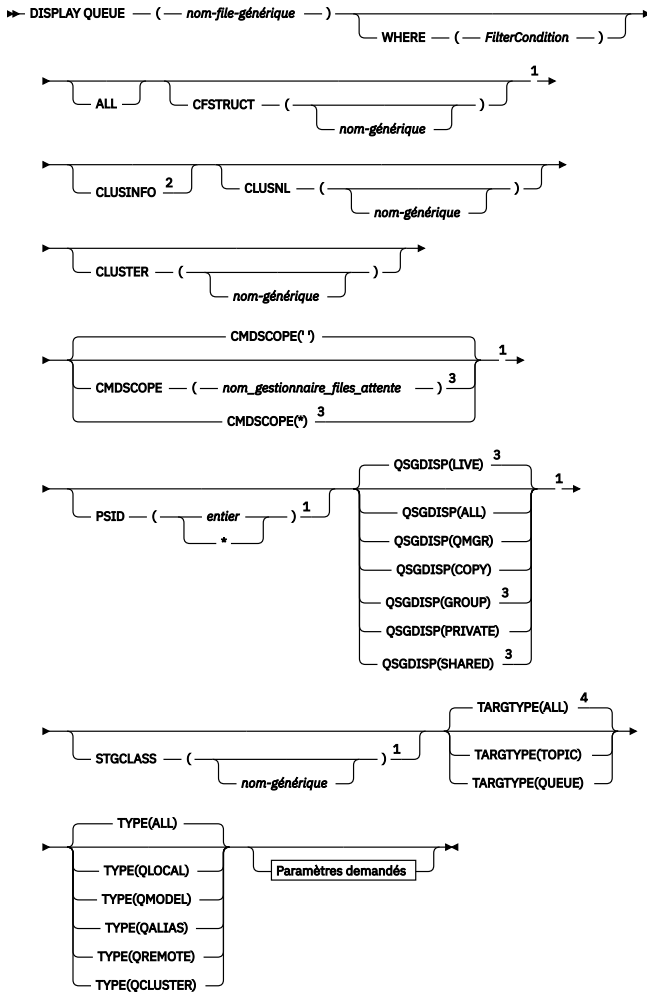 DISPLAY QUEUE — ( — nom-file-générique — )
WHERE — ( — FilterCondition — )
ALL CFSTRUCT — ( ) 1
nom-générique
CLUSINFO 2 CLUSNL — ( )
nom-générique
CLUSTER — ( )
nom-générique
CMDSCOPE(' ')
CMDSCOPE — ( — nom_gestionnaire_files_attente — ) 3 1
CMDSCOPE(*) 3
QSGDISP(LIVE) 3
PSID — ( entier ) 1 QSGDISP(ALL) 1
*
QSGDISP(QMGR)
QSGDISP(COPY)
QSGDISP(GROUP) 3
QSGDISP(PRIVATE)
QSGDISP(SHARED) 3
TARGTYPE(ALL) 4
STGCLASS — ( ) 1 TARGTYPE(TOPIC)
nom-générique TARGTYPE(QUEUE)
TYPE(ALL)
TYPE(QLOCAL) Paramètres demandés
TYPE(QMODEL)
TYPE(QALIAS)
TYPE(QREMOTE)
TYPE(QCLUSTER)